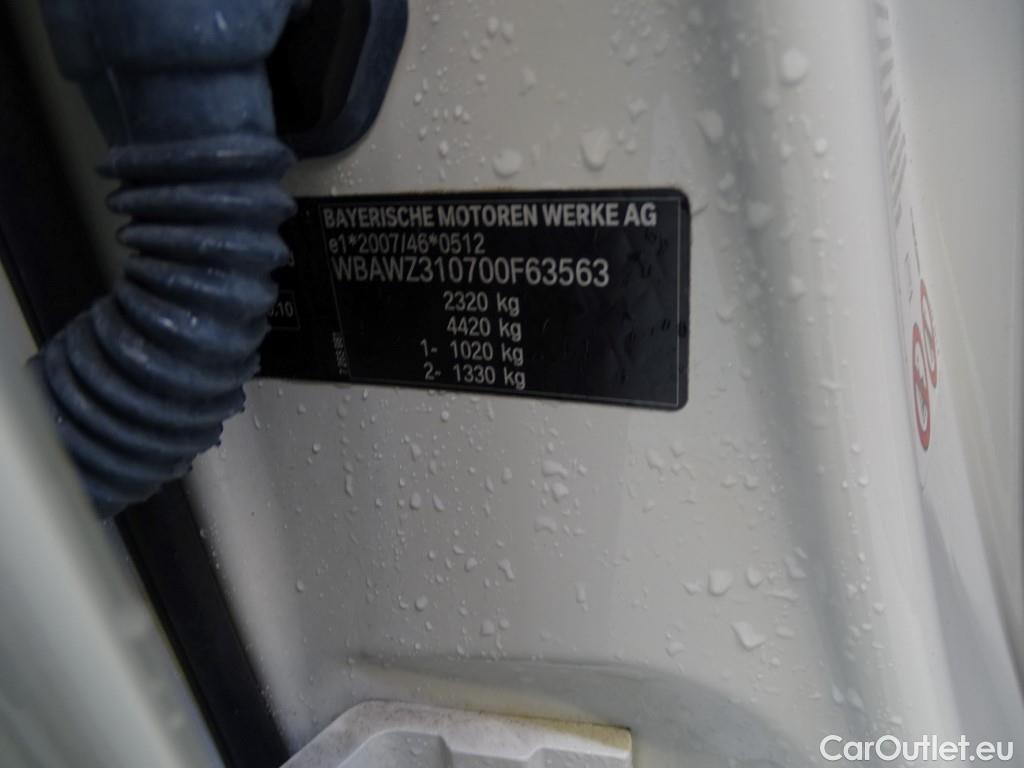 BAYERISCHE MOTOREN WERKE AG
e1*2007/46*0512
WBAWZ310700F63563
2320 kg
4420 kg
1- 1020 kg
2- 1330 kg
CarOutlet.eu